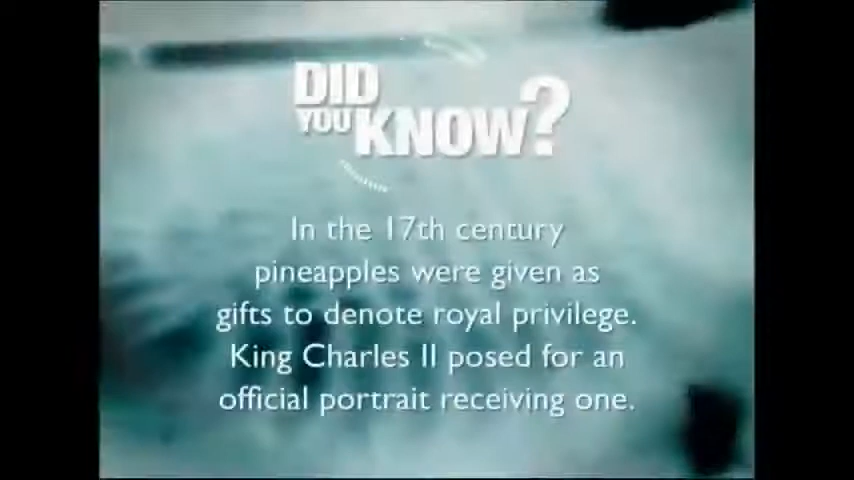 DID
YOU KNOW?
In the 17th century
pineapples were given as
gifts to denote royal privilege.
King Charles II posed for an
official portrait receiving one.